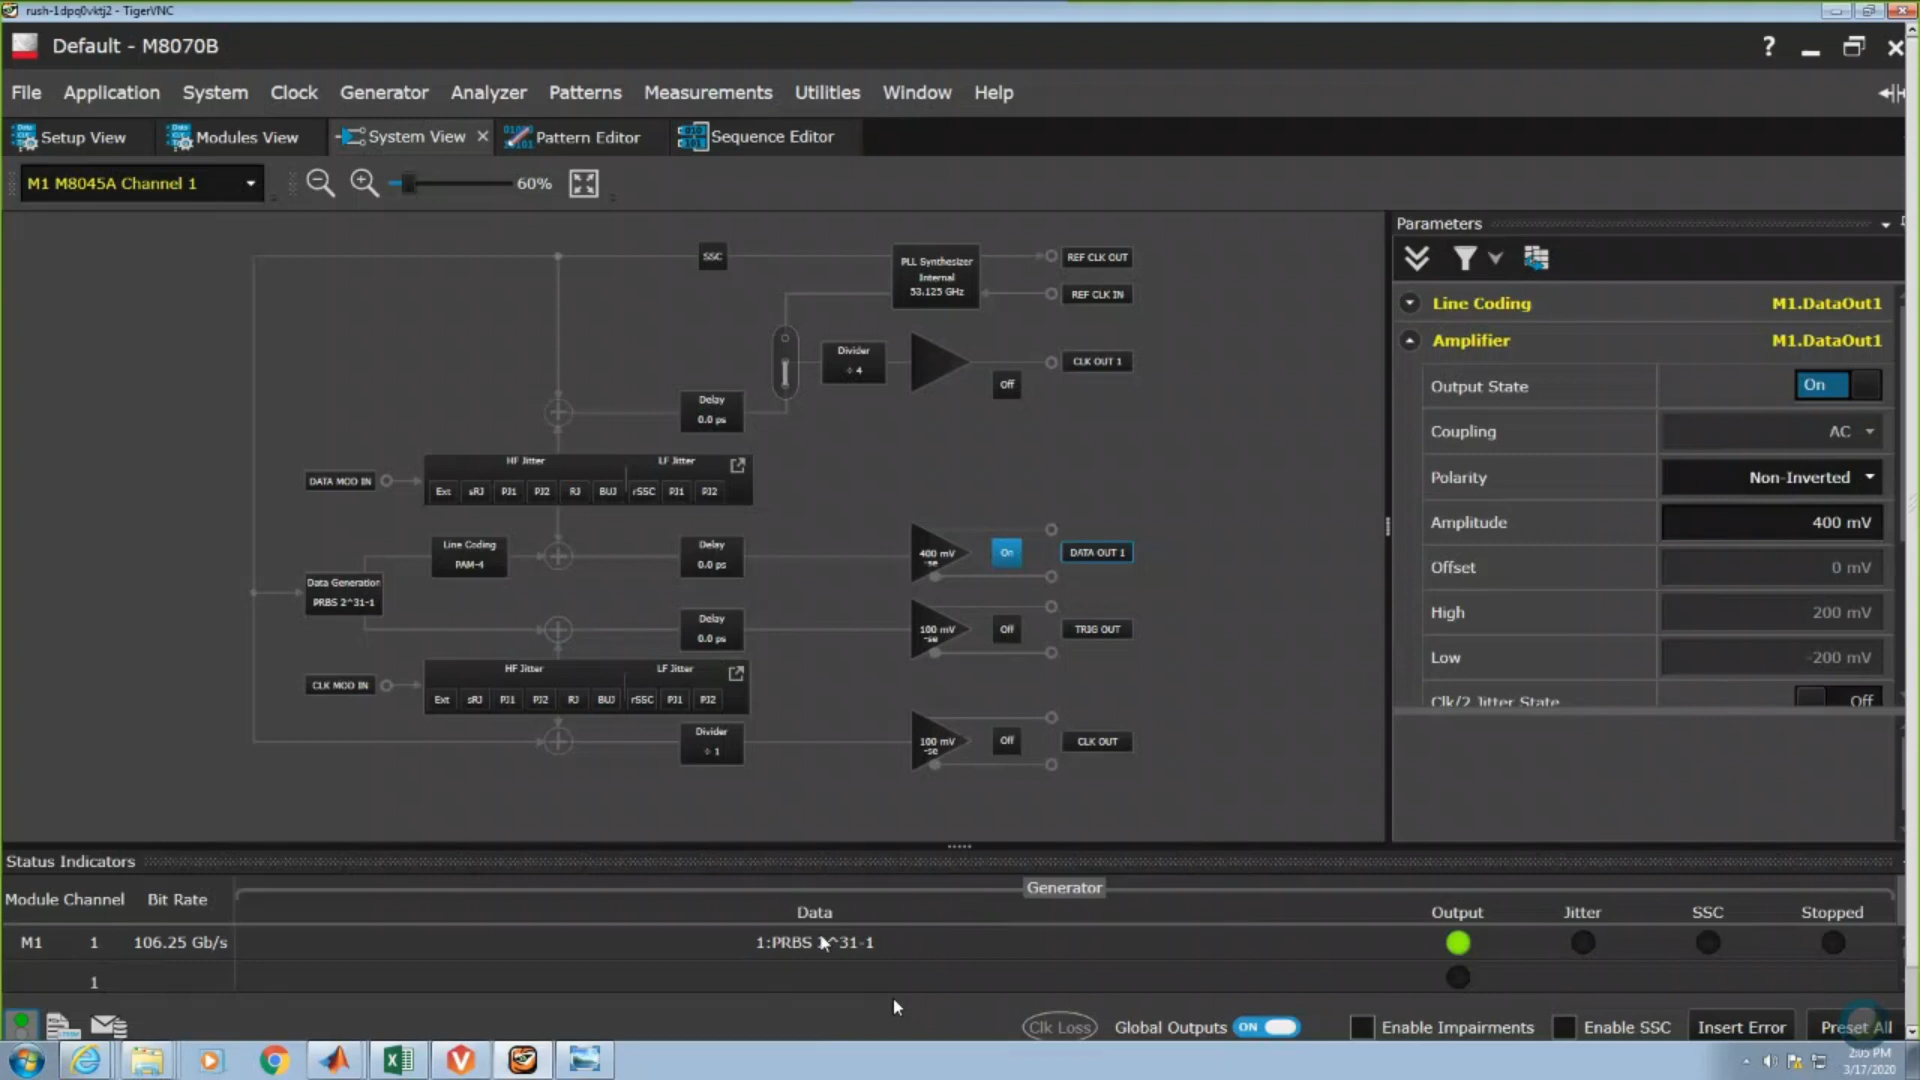 rush-1dpq0vktj2 - TigerVNC
Default - M8070B
?
File Application System Clock Generator Analyzer Patterns Measurements Utilities Window Help
Setup View Modules View System View Pattern Editor Sequence Editor
M1 M8045A Channel 1 60%
Parameters
SSC
PLL Synthesizer
Internal
53.125 GHz
REF CLK OUT
REF CLK IN
Divider
÷ 4
Off
CLK OUT 1
Delay
0.0 ps
DATA MOD IN
HF Jitter LF Jitter
Ext sRJ PJ1 PJ2 RJ BUJ rSSC PJ1 PJ2
Line Coding
PAM-4
Delay
0.0 ps
400 mV
-se
On
DATA OUT 1
Data Generation
PRBS 2^31-1
Delay
0.0 ps
100 mV
-se
Off
TRIG OUT
CLK MOD IN
HF Jitter LF Jitter
Ext sRJ PJ1 PJ2 RJ BUJ rSSC PJ1 PJ2
Divider
÷ 1
100 mV
-se
Off
CLK OUT
Line Coding M1.DataOut1
Amplifier M1.DataOut1
Output State On
Coupling AC
Polarity Non-Inverted
Amplitude 400 mV
Offset 0 mV
High 200 mV
Low -200 mV
Clk/2 Jitter State Off
Status Indicators
Generator
Module Channel Bit Rate Data Output Jitter SSC Stopped
M1 1 106.25 Gb/s 1:PRBS 2^31-1
1
Clk Loss Global Outputs ON Enable Impairments Enable SSC Insert Error Preset All
2:05 PM
3/17/2020